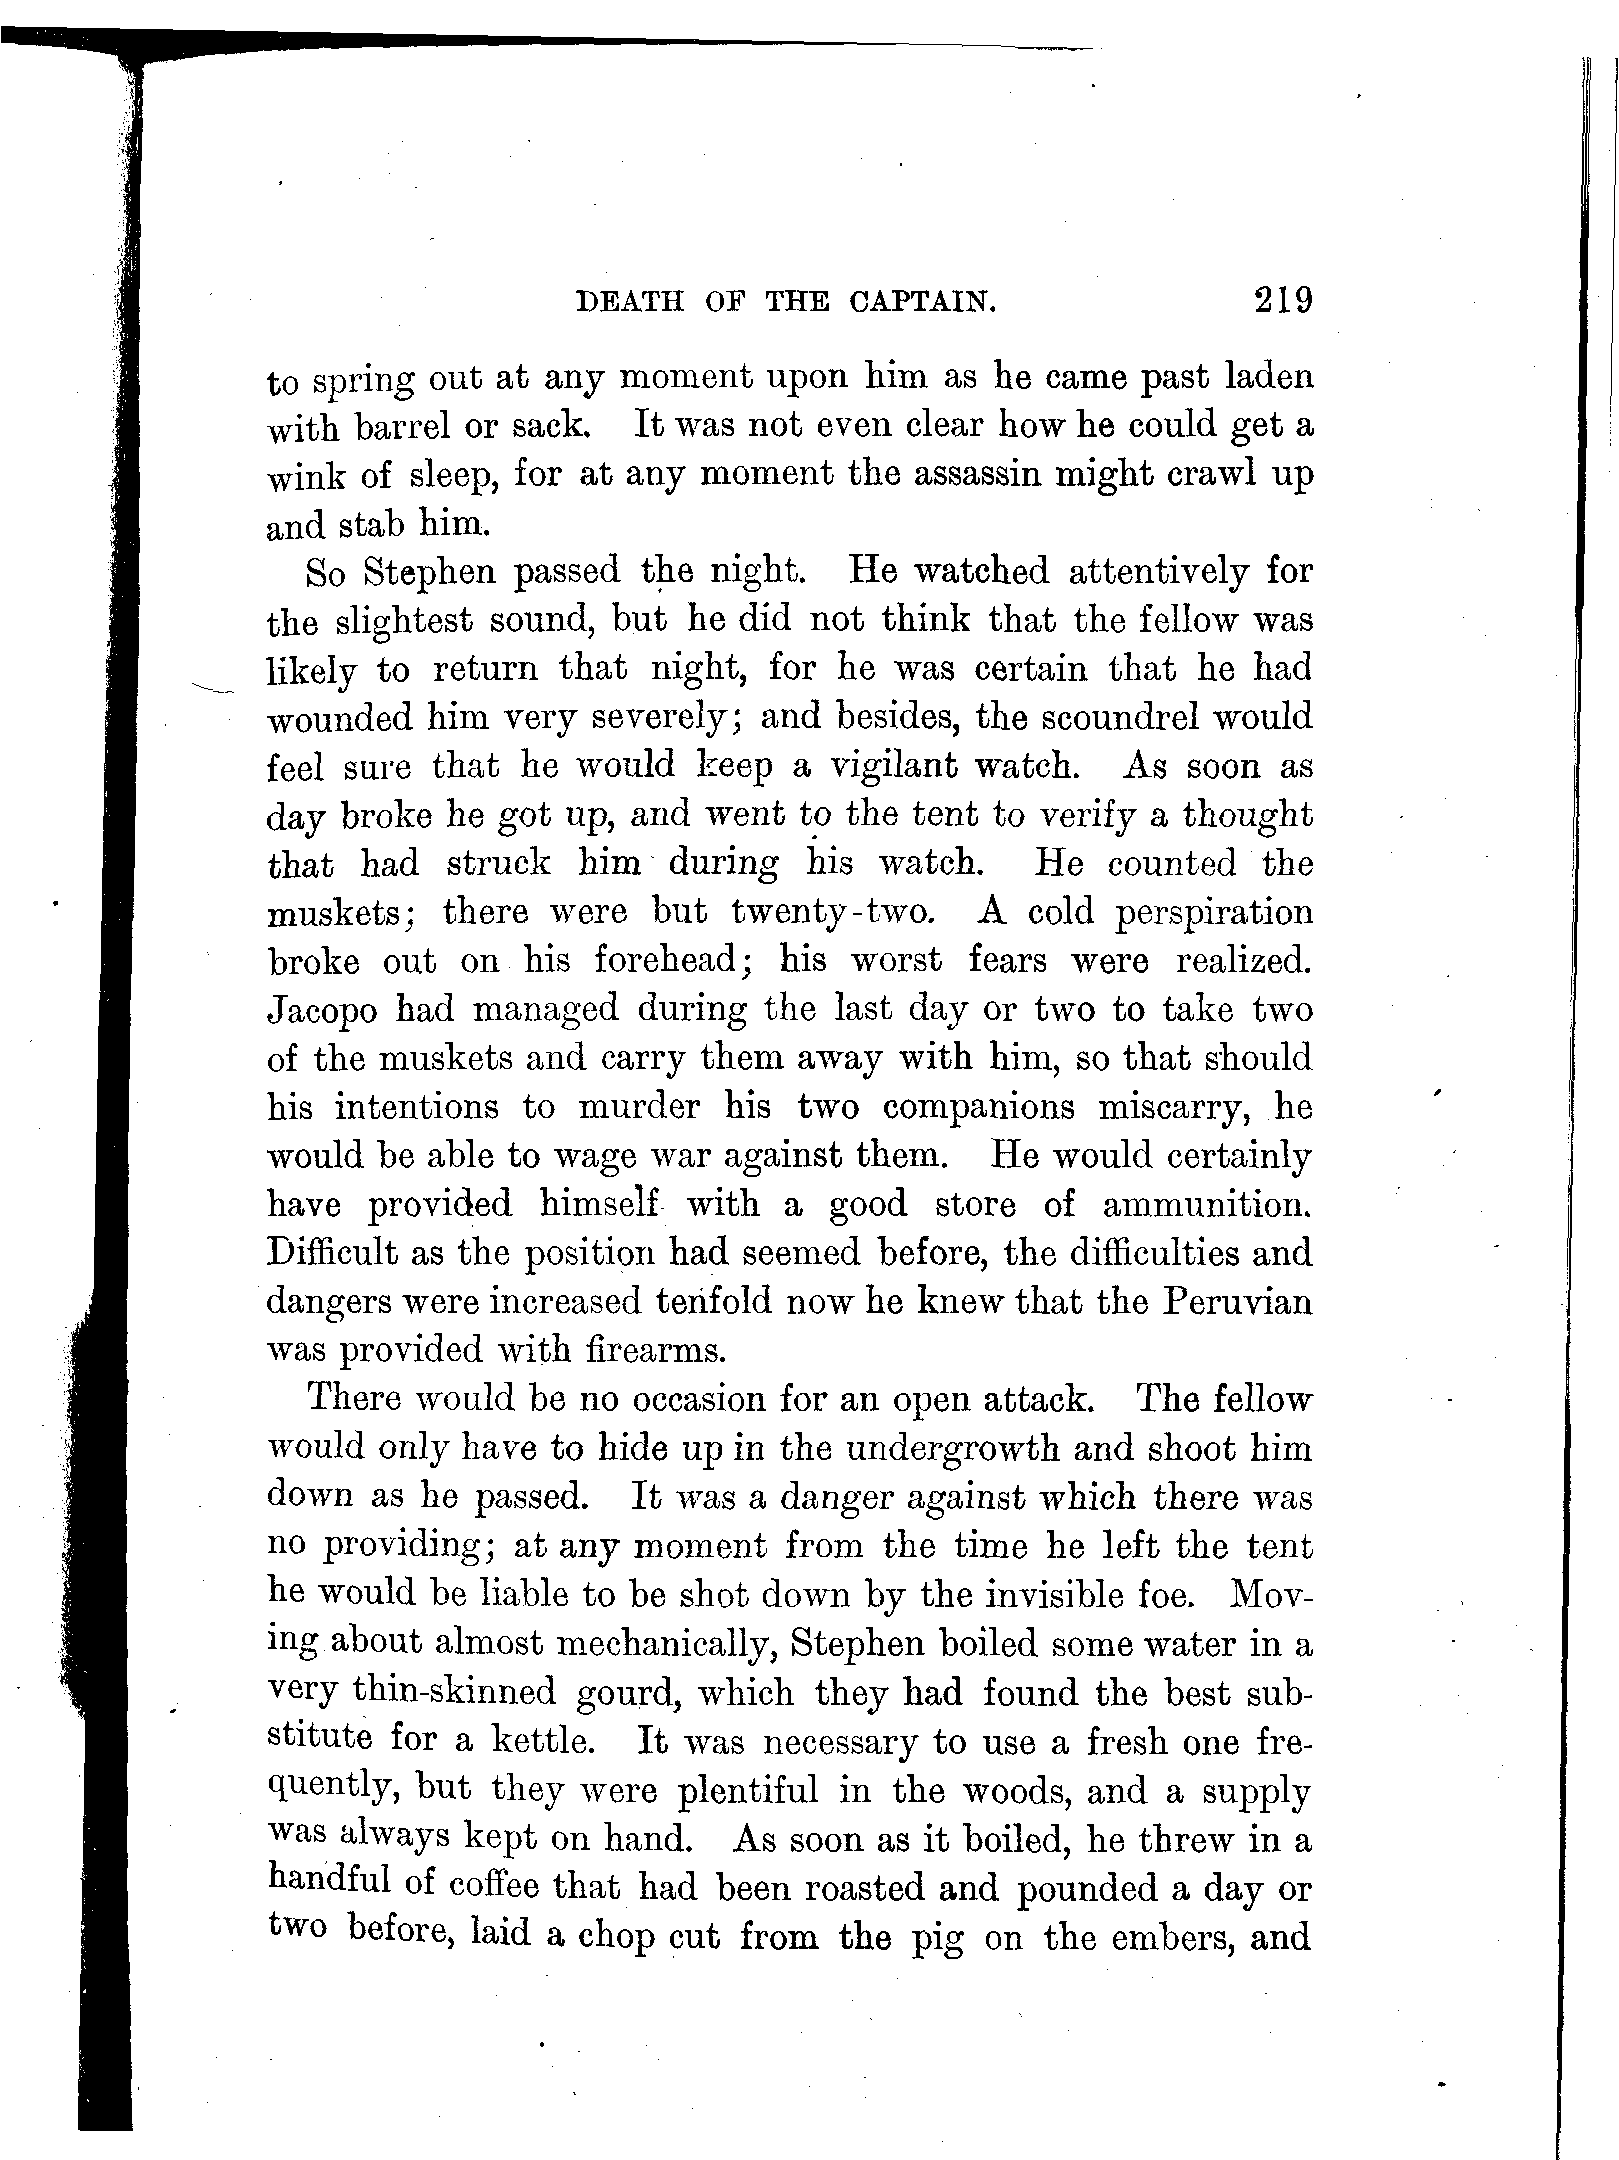 DEATH OF THE CAPTAIN. 219
to spring out at any moment upon him as he came past laden
with barrel or sack. It was not even clear how he could get a
wink of sleep, for at any moment the assassin might crawl up
and stab him.
So Stephen passed the night. He watched attentively for
the slightest sound, but he did not think that the fellow was
likely to return that night, for he was certain that he had
wounded him very severely; and besides, the scoundrel would
feel sure that he would keep a vigilant watch. As soon as
day broke he got up, and went to the tent to verify a thought
that had struck him during his watch. He counted the
muskets; there were but twenty-two. A cold perspiration
broke out on his forehead; his worst fears were realized.
Jacopo had managed during the last day or two to take two
of the muskets and carry them away with him, so that should
his intentions to murder his two companions miscarry, he
would be able to wage war against them. He would certainly
have provided himself with a good store of ammunition.
Difficult as the position had seemed before, the difficulties and
dangers were increased tenfold now he knew that the Peruvian
was provided with firearms.
There would be no occasion for an open attack. The fellow
would only have to hide up in the undergrowth and shoot him
down as he passed. It was a danger against which there was
no providing; at any moment from the time he left the tent
he would be liable to be shot down by the invisible foe. Mov-
ing about almost mechanically, Stephen boiled some water in a
very thin-skinned gourd, which they had found the best sub-
stitute for a kettle. It was necessary to use a fresh one fre-
quently, but they were plentiful in the woods, and a supply
was always kept on hand. As soon as it boiled, he threw in a
handful of coffee that had been roasted and pounded a day or
two before, laid a chop cut from the pig on the embers, and